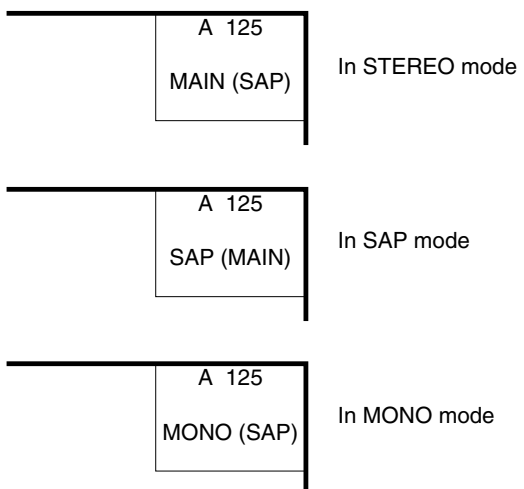 A 125
MAIN (SAP)
In STEREO mode
A 125
SAP (MAIN)
In SAP mode
A 125
MONO (SAP)
In MONO mode